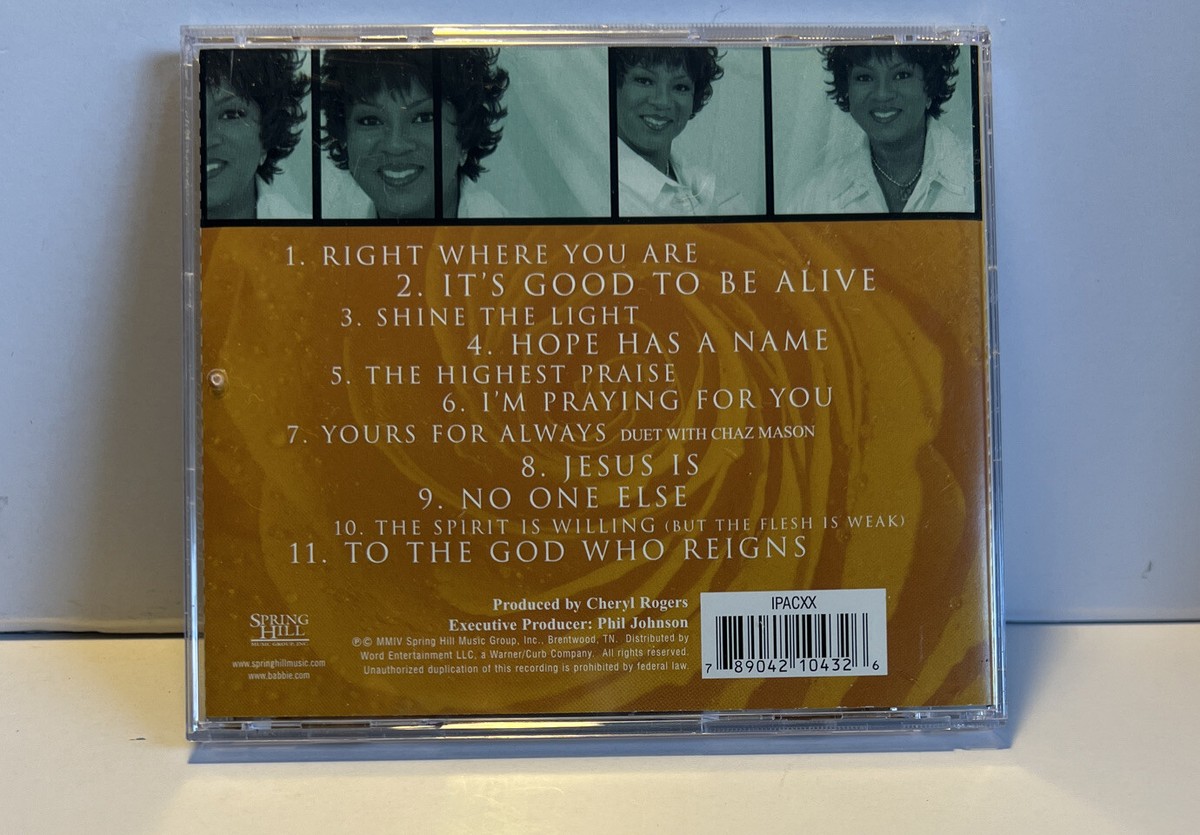 1. RIGHT WHERE YOU ARE
2. IT'S GOOD TO BE ALIVE
3. SHINE THE LIGHT
4. HOPE HAS A NAME
5. THE HIGHEST PRAISE
6. I'M PRAYING FOR YOU
7. YOURS FOR ALWAYS DUET WITH CHAZ MASON
8. JESUS IS
9. NO ONE ELSE
10. THE SPIRIT IS WILLING (BUT THE FLESH IS WEAK)
11. TO THE GOD WHO REIGNS
Produced by Cheryl Rogers
Executive Producer: Phil Johnson
℗© MMIV Spring Hill Music Group, Inc., Brentwood, TN. Distributed by
Word Entertainment LLC, a Warner/Curb Company. All rights reserved.
Unauthorized duplication of this recording is prohibited by federal law.
SPRING
HILL
MUSIC GROUP, INC.
www.springhillmusic.com
www.babbie.com
IPACXX
7 89042 10432 6